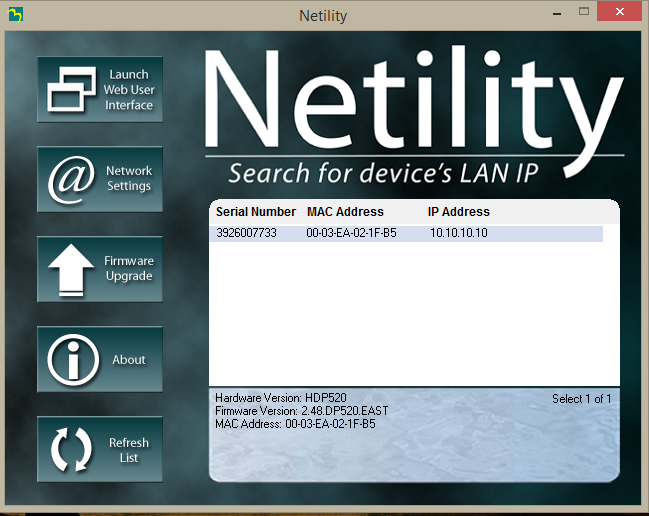 Netility
Launch
Web User
Interface
Network
Settings
Firmware
Upgrade
About
Refresh
List
Netility
Search for device's LAN IP
Serial Number MAC Address IP Address
3926007733 00-03-EA-02-1F-B5 10.10.10.10
Hardware Version: HDP520 Select 1 of 1
Firmware Version: 2.48.DP520.EAST
MAC Address: 00-03-EA-02-1F-B5